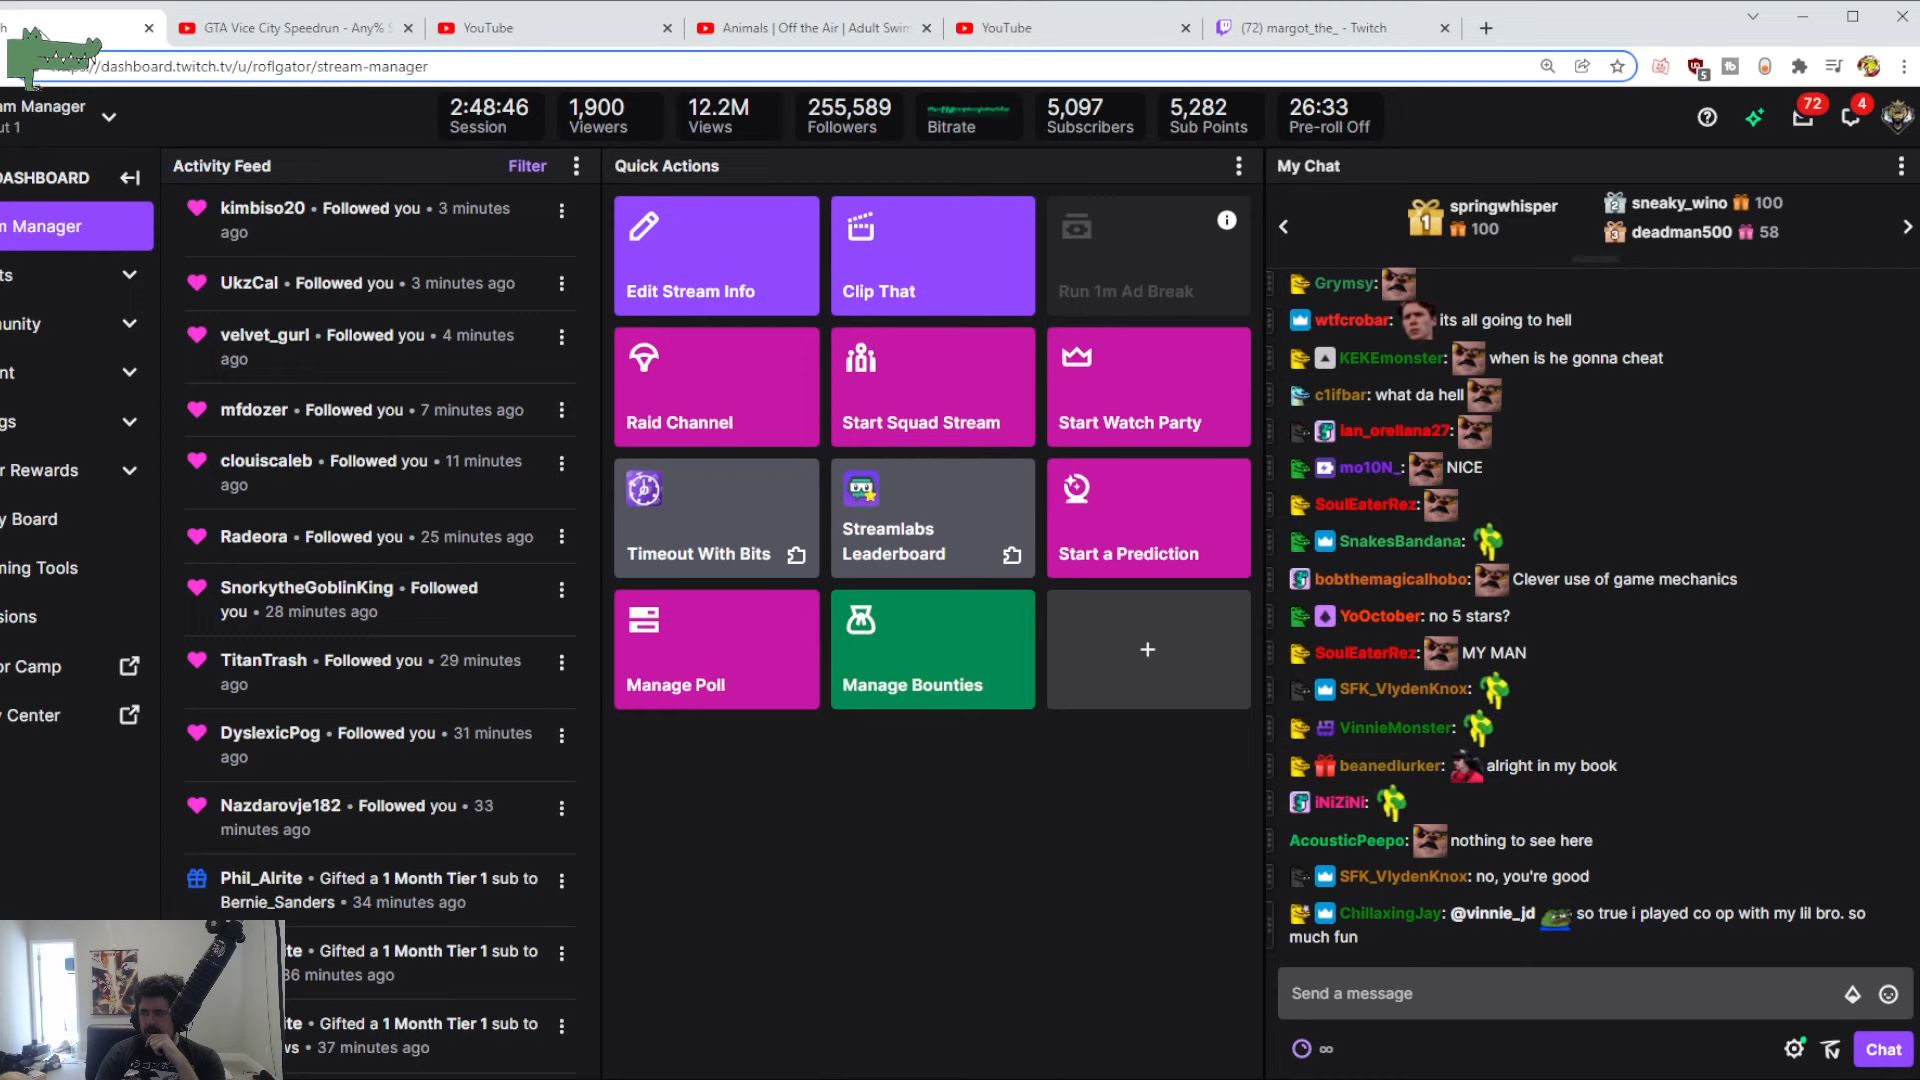 h
GTA Vice City Speedrun - Any% S
YouTube
Animals | Off the Air | Adult Swim
YouTube
(72) margot_the_ - Twitch
://dashboard.twitch.tv/u/roflgator/stream-manager
5
am Manager
ut 1
2:48:46
Session
1,900
Viewers
12.2M
Views
255,589
Followers
Bitrate
5,097
Subscribers
5,282
Sub Points
26:33
Pre-roll Off
72
4
DASHBOARD
m Manager
ts
unity
nt
gs
r Rewards
y Board
ming Tools
sions
or Camp
y Center
Activity Feed
Filter
kimbiso20 • Followed you • 3 minutes
ago
UkzCal • Followed you • 3 minutes ago
velvet_gurl • Followed you • 4 minutes
ago
mfdozer • Followed you • 7 minutes ago
clouiscaleb • Followed you • 11 minutes
ago
Radeora • Followed you • 25 minutes ago
SnorkytheGoblinKing • Followed
you • 28 minutes ago
TitanTrash • Followed you • 29 minutes
ago
DyslexicPog • Followed you • 31 minutes
ago
Nazdarovje182 • Followed you • 33
minutes ago
Phil_Alrite • Gifted a 1 Month Tier 1 sub to
Bernie_Sanders • 34 minutes ago
ite • Gifted a 1 Month Tier 1 sub to
36 minutes ago
ite • Gifted a 1 Month Tier 1 sub to
ws • 37 minutes ago
Quick Actions
Edit Stream Info
Clip That
Run 1m Ad Break
Raid Channel
Start Squad Stream
Start Watch Party
Timeout With Bits
Streamlabs
Leaderboard
Start a Prediction
Manage Poll
Manage Bounties
My Chat
1
springwhisper
100
2
sneaky_wino 100
3
deadman500 58
Grymsy:
wtfcrobar: its all going to hell
KEKEmonster: when is he gonna cheat
c1ifbar: what da hell
Ian_orellana27:
mo10N_: NICE
SoulEaterRez:
SnakesBandana:
bobthemagicalhobo: Clever use of game mechanics
YoOctober: no 5 stars?
SoulEaterRez: MY MAN
SFK_VlydenKnox:
VinnieMonster:
beanedlurker: alright in my book
iNiZiNi:
AcousticPeepo: nothing to see here
SFK_VlydenKnox: no, you're good
ChillaxingJay: @vinnie_jd so true i played co op with my lil bro. so
much fun
Send a message
Chat